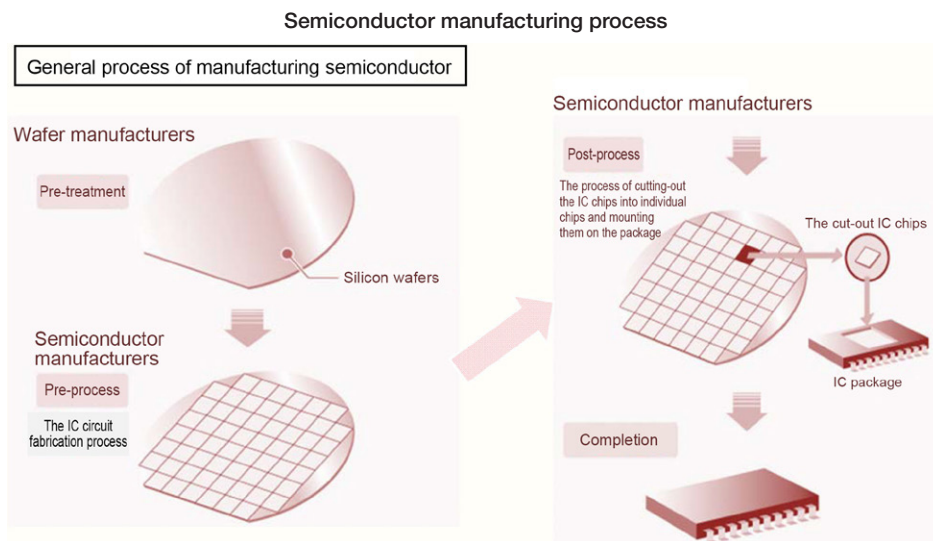 Semiconductor manufacturing process
General process of manufacturing semiconductor
Wafer manufacturers
Pre-treatment
Silicon wafers
Semiconductor
manufacturers
Pre-process
The IC circuit
fabrication process
Semiconductor manufacturers
Post-process
The process of cutting-out
the IC chips into individual
chips and mounting
them on the package
The cut-out IC chips
IC package
Completion